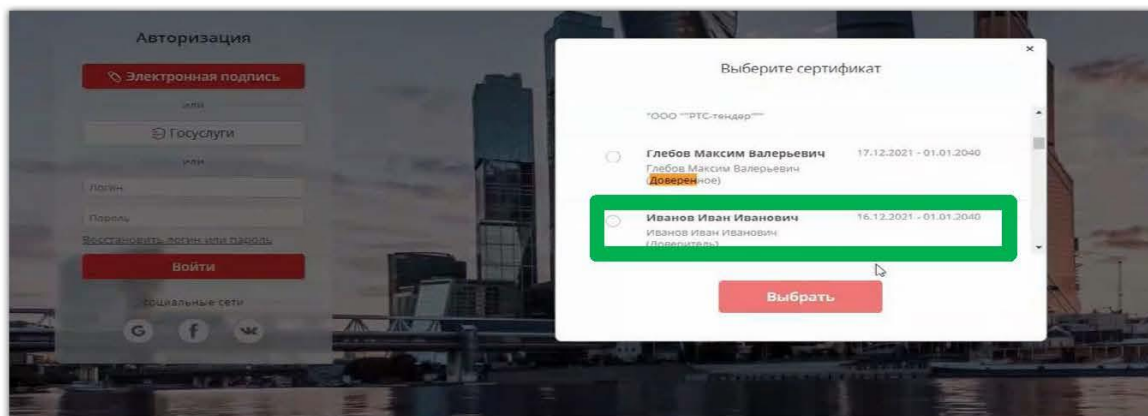 Авторизация
Электронная подпись
или
Госуслуги
или
Логин
Пароль
Восстановить логин или пароль
Войти
социальные сети
G f
×
Выберите сертификат
"ООО ""РТС-тендер"""
Глебов Максим Валерьевич 17.12.2021 - 01.01.2040
Глебов Максим Валерьевич
(Доверенное)
Иванов Иван Иванович 16.12.2021 - 01.01.2040
Иванов Иван Иванович
(Доверитель)
Выбрать